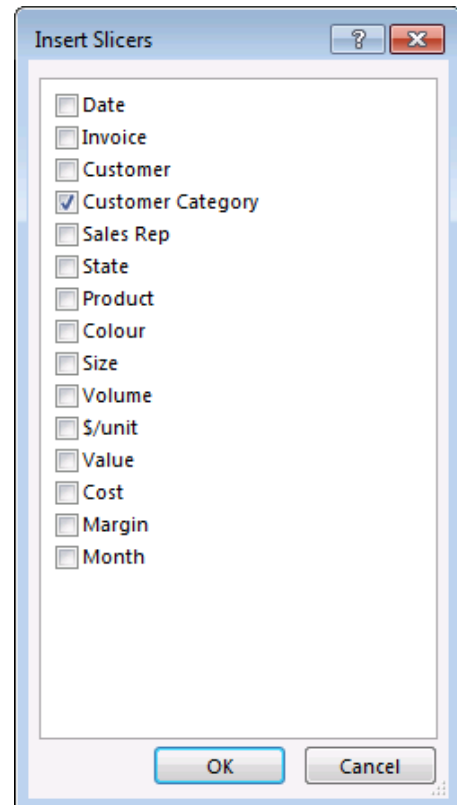 Insert Slicers
?
Date
Invoice
Customer
Customer Category
Sales Rep
State
Product
Colour
Size
Volume
$/unit
Value
Cost
Margin
Month
OK Cancel